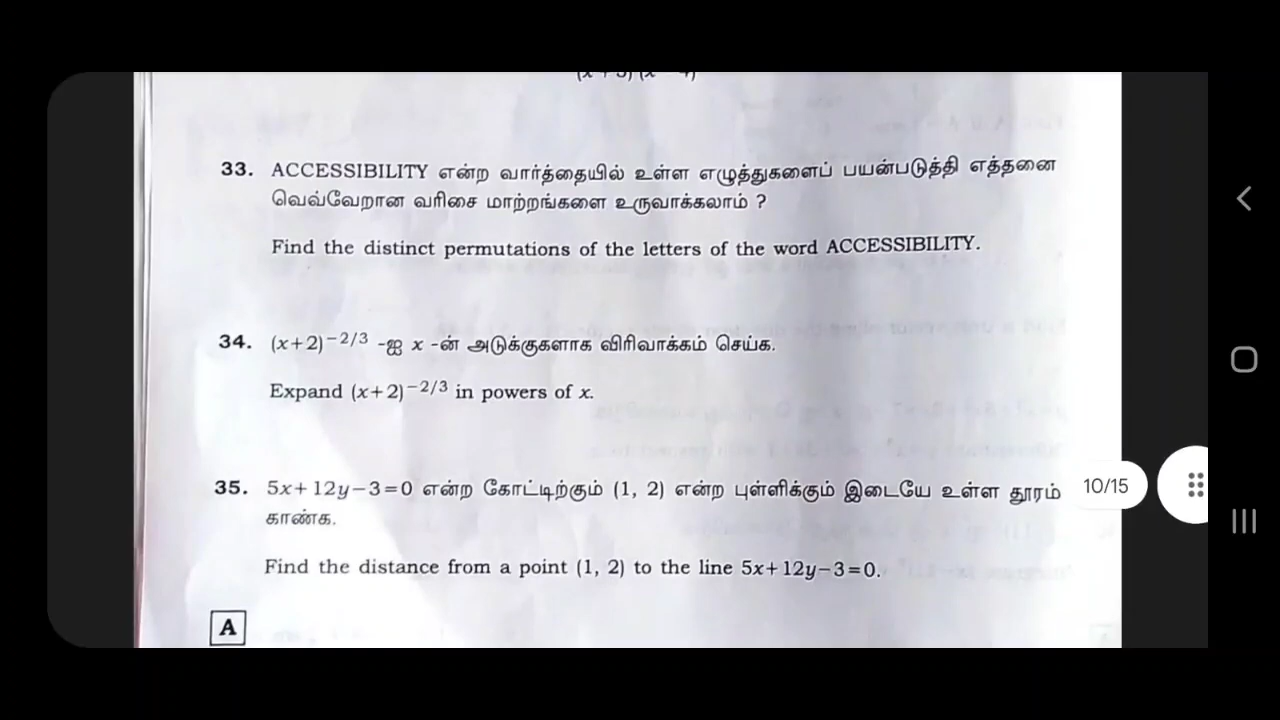 33. ACCESSIBILITY என்ற வார்த்தையில் உள்ள எழுத்துகளைப் பயன்படுத்தி எத்தனை
வெவ்வேறான வரிசை மாற்றங்களை உருவாக்கலாம் ?
Find the distinct permutations of the letters of the word ACCESSIBILITY.
34. (x+2)^{-2/3} -ஐ x -ன் அடுக்குகளாக விரிவாக்கம் செய்க.
Expand (x+2)^{-2/3} in powers of x.
35. 5x+12y−3=0 என்ற கோட்டிற்கும் (1, 2) என்ற புள்ளிக்கும் இடையே உள்ள தூரம்
காண்க.
10/15
Find the distance from a point (1, 2) to the line 5x+12y−3=0.
A